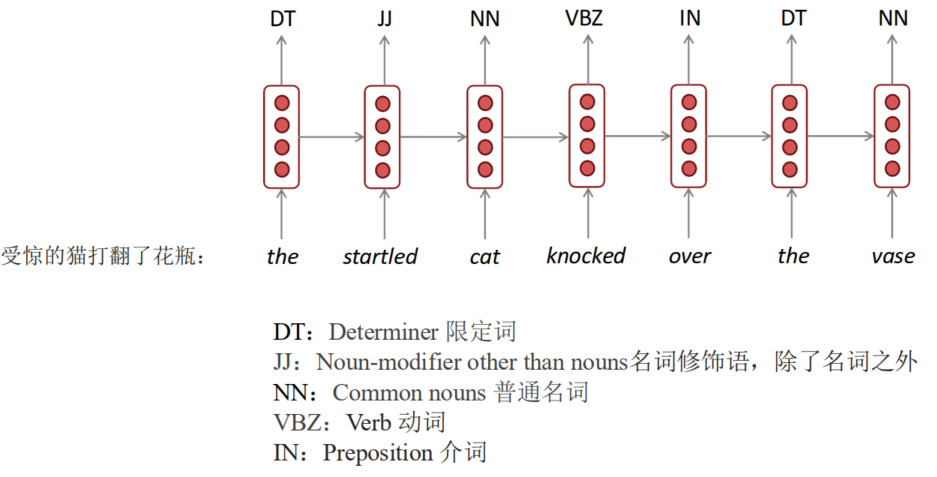 DT JJ NN VBZ IN DT NN
受惊的猫打翻了花瓶： the startled cat knocked over the vase
DT：Determiner 限定词
JJ：Noun-modifier other than nouns名词修饰语，除了名词之外
NN：Common nouns 普通名词
VBZ：Verb 动词
IN：Preposition 介词